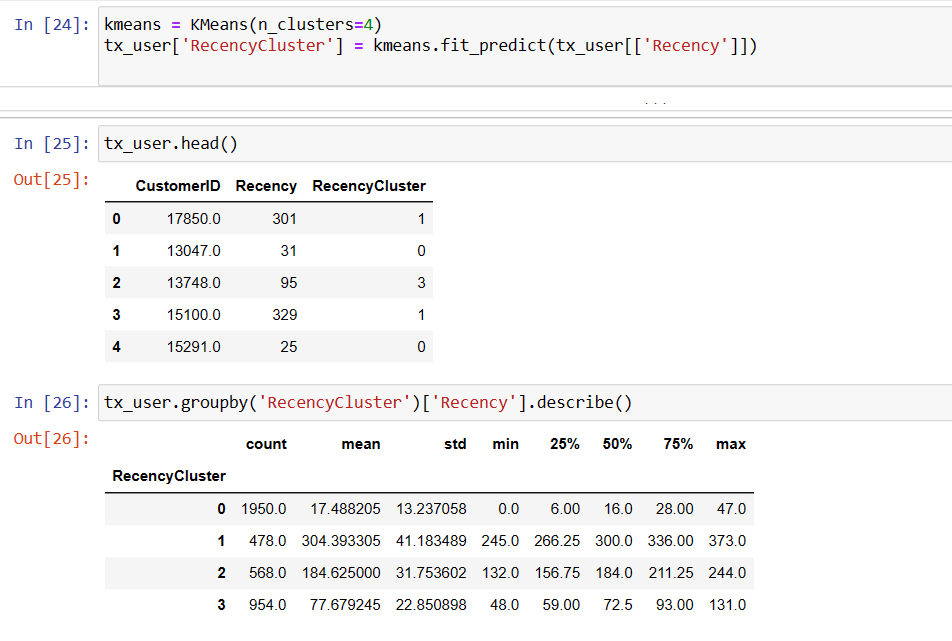 In [24]: kmeans = KMeans(n_clusters=4)
tx_user['RecencyCluster'] = kmeans.fit_predict(tx_user[['Recency']])
...
In [25]: tx_user.head()
Out[25]:
CustomerID Recency RecencyCluster
0 17850.0 301 1
1 13047.0 31 0
2 13748.0 95 3
3 15100.0 329 1
4 15291.0 25 0
In [26]: tx_user.groupby('RecencyCluster')['Recency'].describe()
Out[26]:
count mean std min 25% 50% 75% max
RecencyCluster
0 1950.0 17.488205 13.237058 0.0 6.00 16.0 28.00 47.0
1 478.0 304.393305 41.183489 245.0 266.25 300.0 336.00 373.0
2 568.0 184.625000 31.753602 132.0 156.75 184.0 211.25 244.0
3 954.0 77.679245 22.850898 48.0 59.00 72.5 93.00 131.0